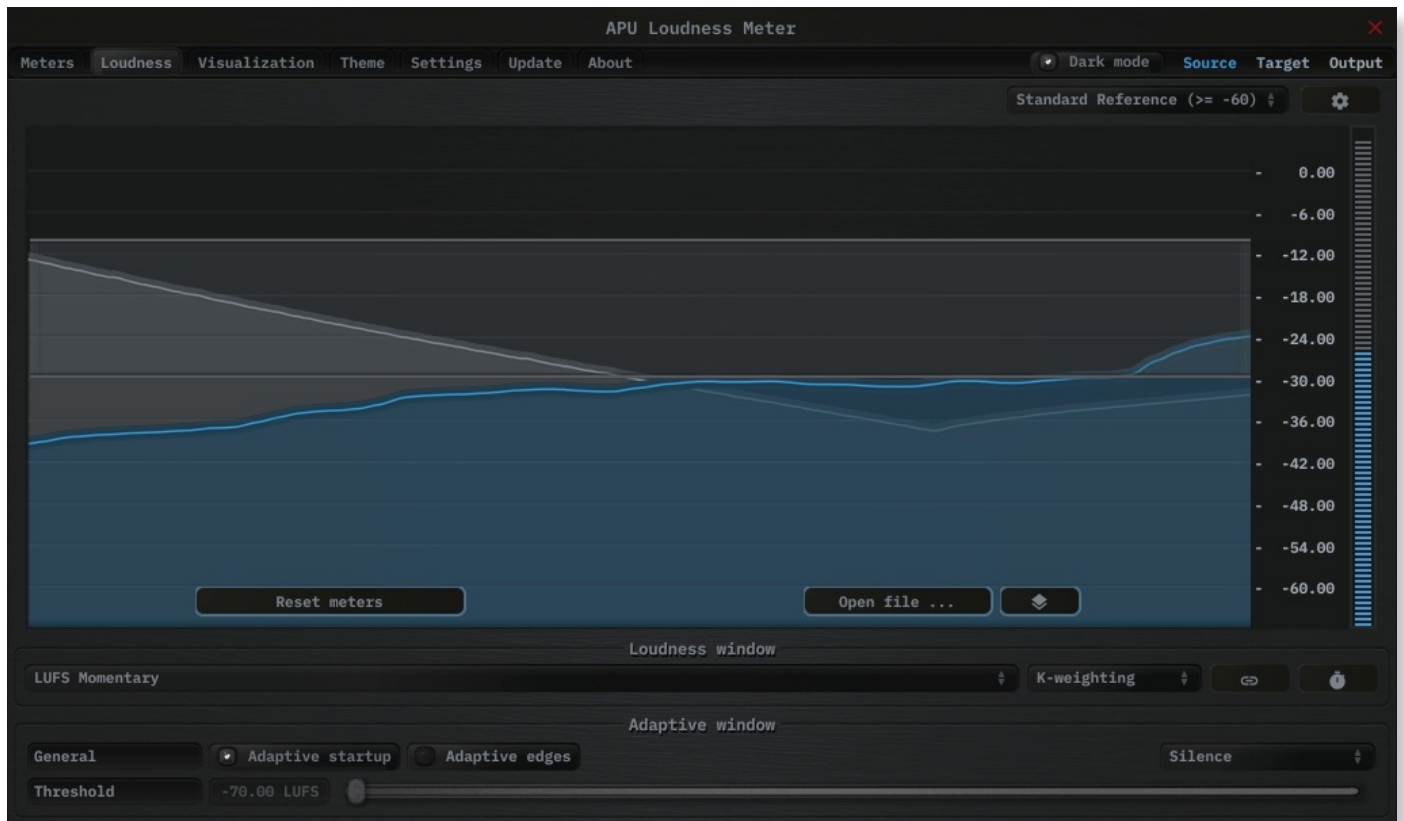 APU Loudness Meter
Meters Loudness Visualization Theme Settings Update About Dark mode Source Target Output
Standard Reference (>= -60)
- 0.00
- -6.00
- -12.00
- -18.00
- -24.00
- -30.00
- -36.00
- -42.00
- -48.00
- -54.00
- -60.00
Reset meters Open file ...
Loudness window
LUFS Momentary K-weighting
Adaptive window
General Adaptive startup Adaptive edges Silence
Threshold -70.00 LUFS